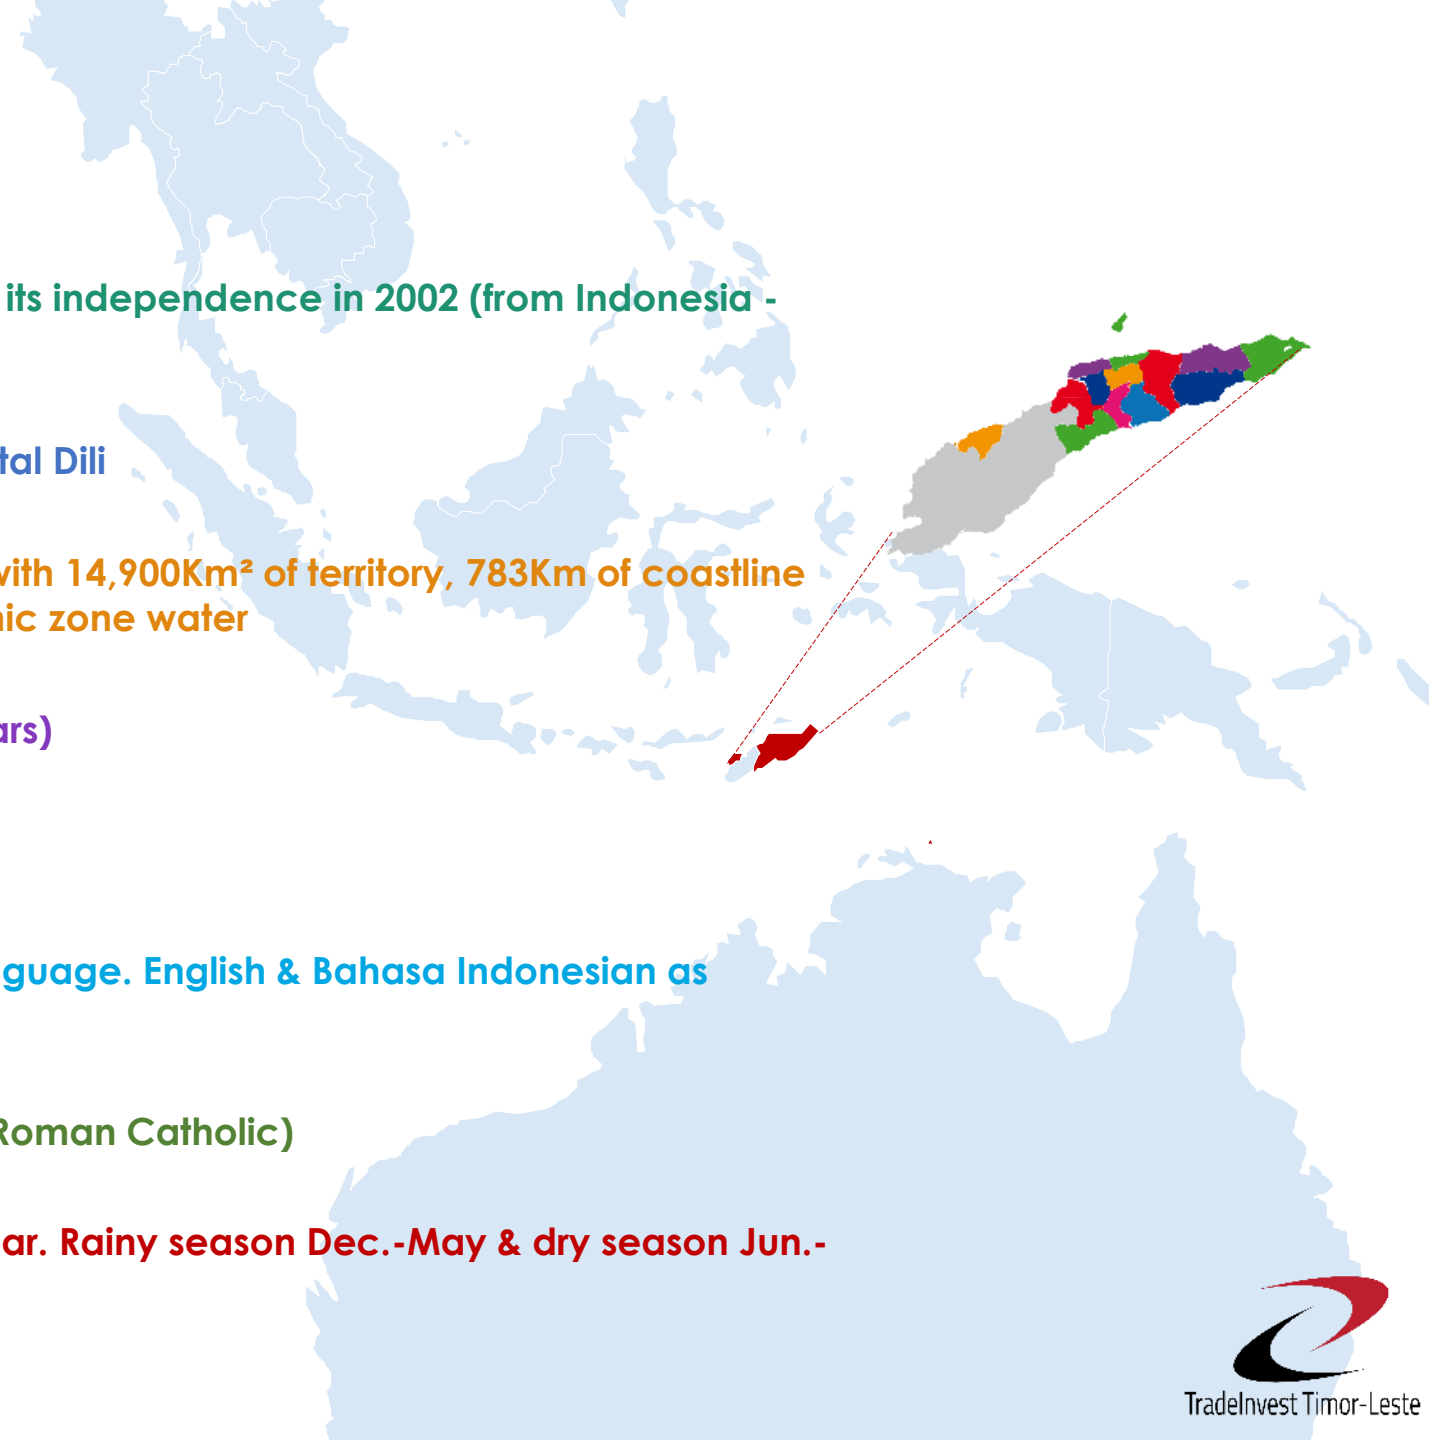 its independence in 2002 (from Indonesia -
tal Dili
with 14,900Km² of territory, 783Km of coastline
nic zone water
ars)
guage. English & Bahasa Indonesian as
Roman Catholic)
ar. Rainy season Dec.-May & dry season Jun.-
TradeInvest Timor-Leste